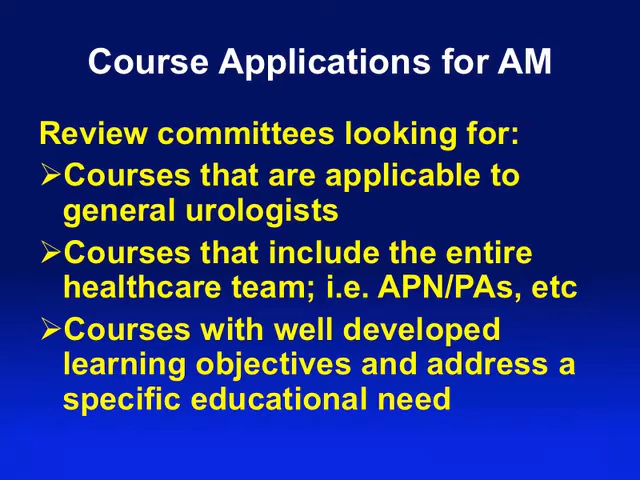 Course Applications for AM
Review committees looking for:
➢Courses that are applicable to
general urologists
➢Courses that include the entire
healthcare team; i.e. APN/PAs, etc
➢Courses with well developed
learning objectives and address a
specific educational need